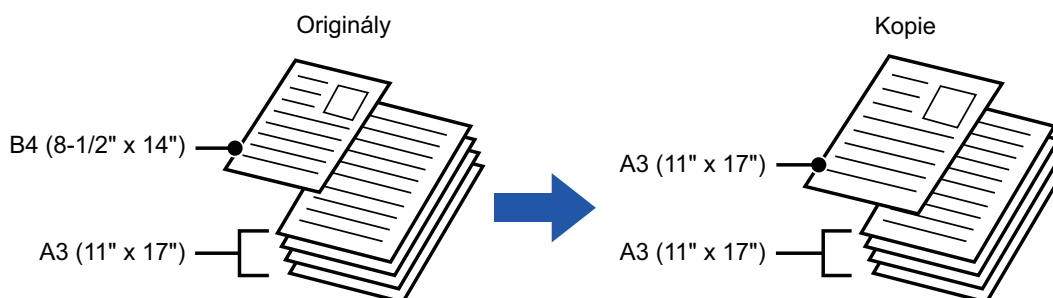 Originály
Kopie
B4 (8-1/2" x 14")
A3 (11" x 17")
A3 (11" x 17")
A3 (11" x 17")